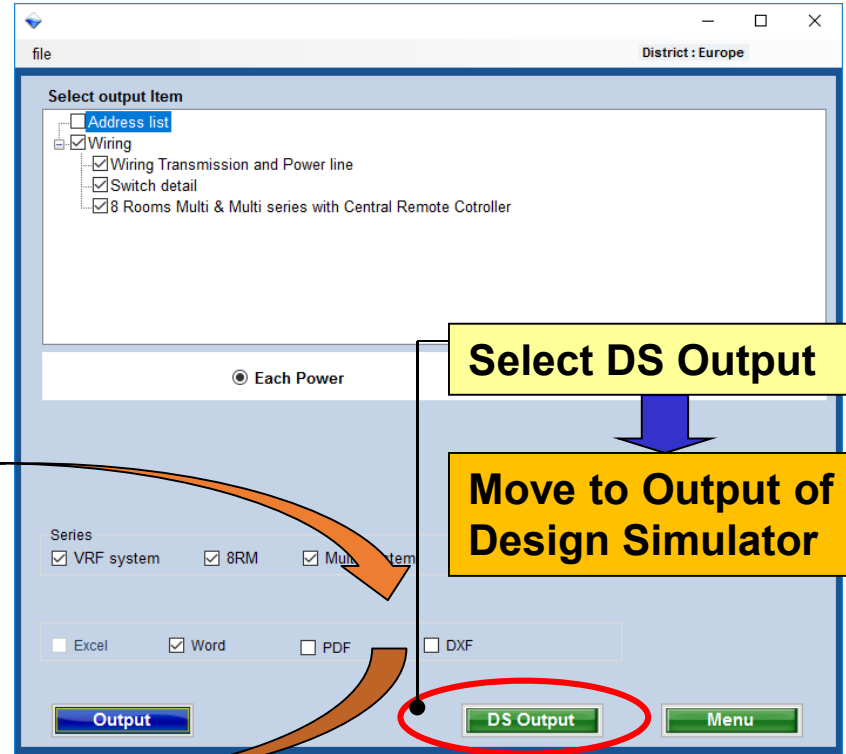 file District : Europe
Select output Item
Address list
Wiring
Wiring Transmission and Power line
Switch detail
8 Rooms Multi & Multi series with Central Remote Cotroller
Select DS Output
Each Power
Move to Output of
Design Simulator
Series
VRF system 8RM
Excel Word PDF DXF
Output DS Output Menu